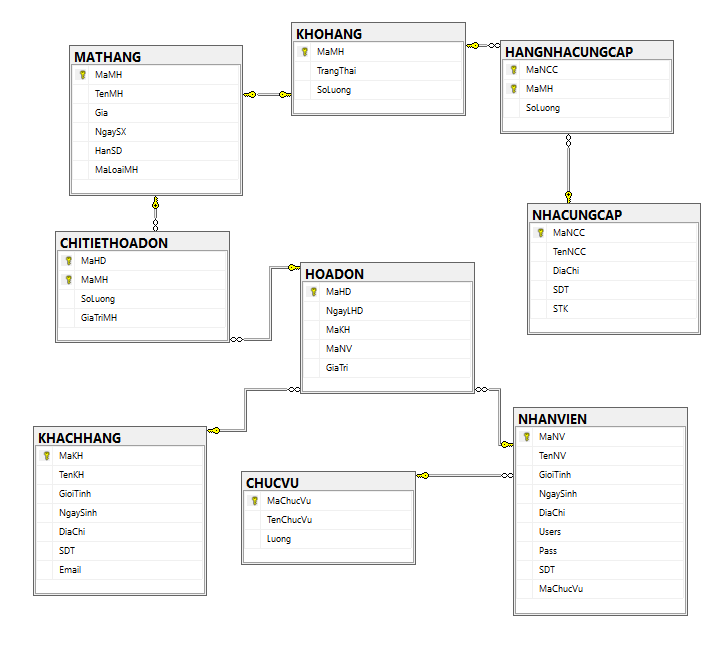 KHOHANG
MaMH
TrangThai
SoLuong
HANGNHACUNGCAP
MaNCC
MaMH
SoLuong
MATHANG
MaMH
TenMH
Gia
NgaySX
HanSD
MaLoaiMH
NHACUNGCAP
MaNCC
TenNCC
DiaChi
SDT
STK
CHITIETHOADON
MaHD
MaMH
SoLuong
GiaTriMH
HOADON
MaHD
NgayLHD
MaKH
MaNV
GiaTri
KHACHHANG
MaKH
TenKH
GioiTinh
NgaySinh
DiaChi
SDT
Email
CHUCVU
MaChucVu
TenChucVu
Luong
NHANVIEN
MaNV
TenNV
GioiTinh
NgaySinh
DiaChi
Users
Pass
SDT
MaChucVu